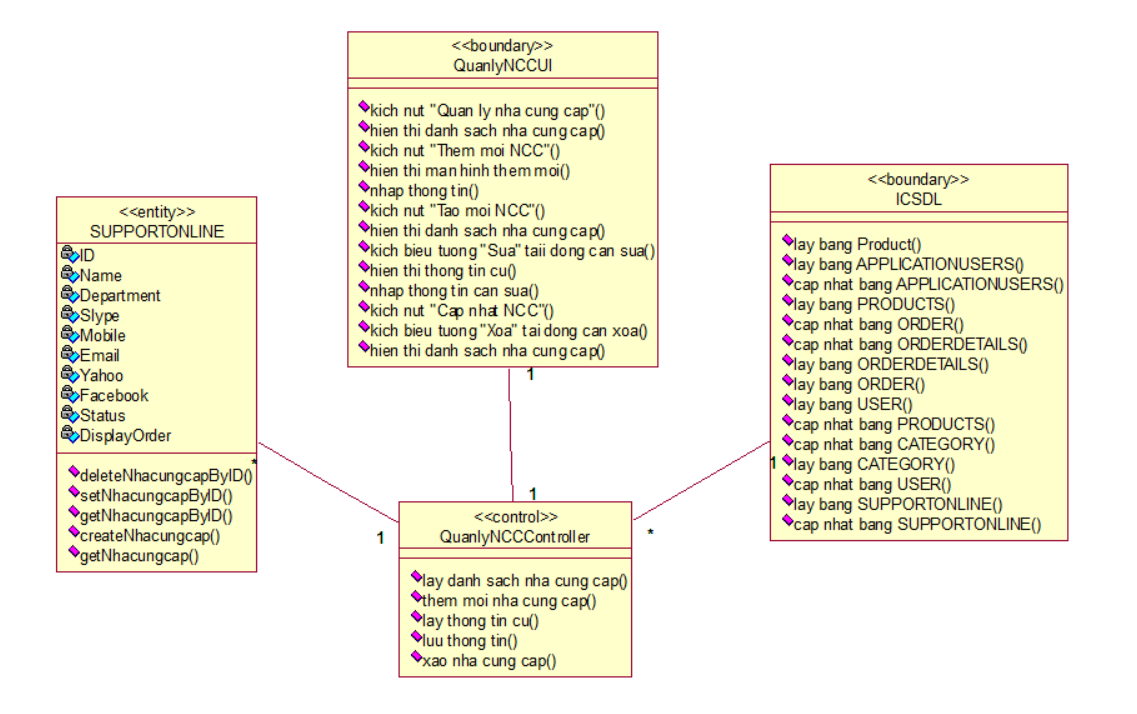 <<boundary>>
QuanlyNCCUI
kich nut "Quan ly nha cung cap"()
hien thi danh sach nha cung cap()
kich nut "Them moi NCC"()
hien thi man hinh them moi()
nhap thong tin()
kich nut "Tao moi NCC"()
hien thi danh sach nha cung cap()
kich bieu tuong "Sua" taii dong can sua()
hien thi thong tin cu()
nhap thong tin can sua()
kich nut "Cap nhat NCC"()
kich bieu tuong "Xoa" tai dong can xoa()
hien thi danh sach nha cung cap()
1
<<entity>>
SUPPORTONLINE
ID
Name
Department
Slype
Mobile
Email
Yahoo
Facebook
Status
DisplayOrder
deleteNhacungcapByID()
setNhacungcapByID()
getNhacungcapByID()
createNhacungcap()
getNhacungcap()
*
<<boundary>>
ICSDL
lay bang Product()
lay bang APPLICATIONUSERS()
cap nhat bang APPLICATIONUSERS()
lay bang PRODUCTS()
cap nhat bang ORDER()
cap nhat bang ORDERDETAILS()
lay bang ORDERDETAILS()
lay bang ORDER()
lay bang USER()
cap nhat bang PRODUCTS()
cap nhat bang CATEGORY()
lay bang CATEGORY()
cap nhat bang USER()
lay bang SUPPORTONLINE()
cap nhat bang SUPPORTONLINE()
1
1
1
*
<<control>>
QuanlyNCCController
lay danh sach nha cung cap()
them moi nha cung cap()
lay thong tin cu()
luu thong tin()
xao nha cung cap()